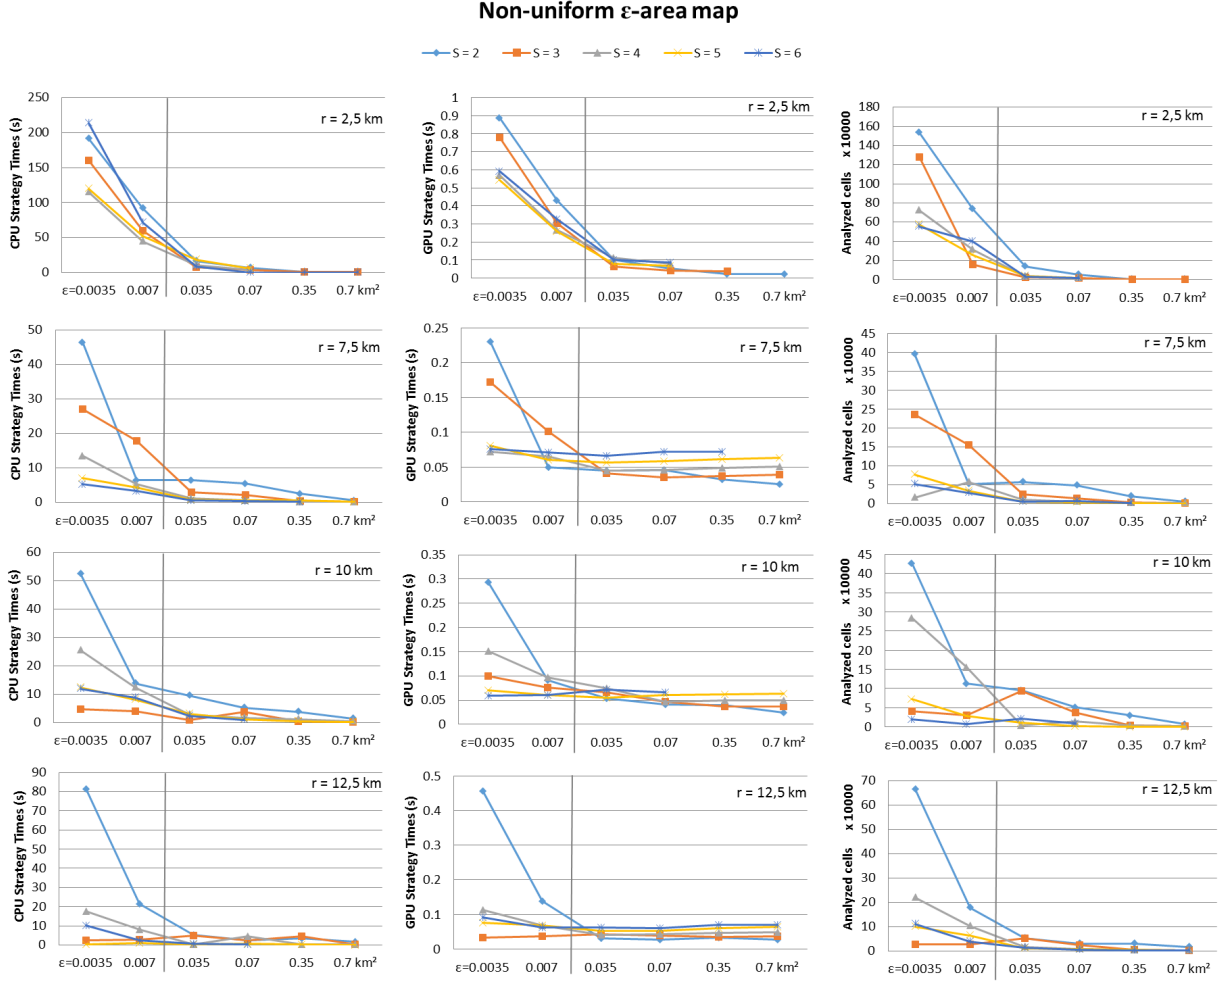 Non-uniform ε-area map
S = 2 S = 3 S = 4 S = 5 S = 6
CPU Strategy Times (s)
250
200
150
100
50
0
r = 2,5 km
ε=0.0035 0.007 0.035 0.07 0.35 0.7 km²
GPU Strategy Times (s)
1
0.9
0.8
0.7
0.6
0.5
0.4
0.3
0.2
0.1
0
r = 2,5 km
ε=0.0035 0.007 0.035 0.07 0.35 0.7 km²
Analyzed cells x 10000
180
160
140
120
100
80
60
40
20
0
r = 2,5 km
ε=0.0035 0.007 0.035 0.07 0.35 0.7 km²
CPU Strategy Times (s)
50
40
30
20
10
0
r = 7,5 km
ε=0.0035 0.007 0.035 0.07 0.35 0.7 km²
GPU Strategy Times (s)
0.25
0.2
0.15
0.1
0.05
0
r = 7,5 km
ε=0.0035 0.007 0.035 0.07 0.35 0.7 km²
Analyzed cells x 10000
45
40
35
30
25
20
15
10
5
0
r = 7,5 km
ε=0.0035 0.007 0.035 0.07 0.35 0.7 km²
CPU Strategy Times (s)
60
50
40
30
20
10
0
r = 10 km
ε=0.0035 0.007 0.035 0.07 0.35 0.7 km²
GPU Strategy Times (s)
0.35
0.3
0.25
0.2
0.15
0.1
0.05
0
r = 10 km
ε=0.0035 0.007 0.035 0.07 0.35 0.7 km²
Analyzed cells x 10000
45
40
35
30
25
20
15
10
5
0
r = 10 km
ε=0.0035 0.007 0.035 0.07 0.35 0.7 km²
CPU Strategy Times (s)
90
80
70
60
50
40
30
20
10
0
r = 12,5 km
ε=0.0035 0.007 0.035 0.07 0.35 0.7 km²
GPU Strategy Times (s)
0.5
0.4
0.3
0.2
0.1
0
r = 12,5 km
ε=0.0035 0.007 0.035 0.07 0.35 0.7 km²
Analyzed cells x 10000
70
60
50
40
30
20
10
0
r = 12,5 km
ε=0.0035 0.007 0.035 0.07 0.35 0.7 km²